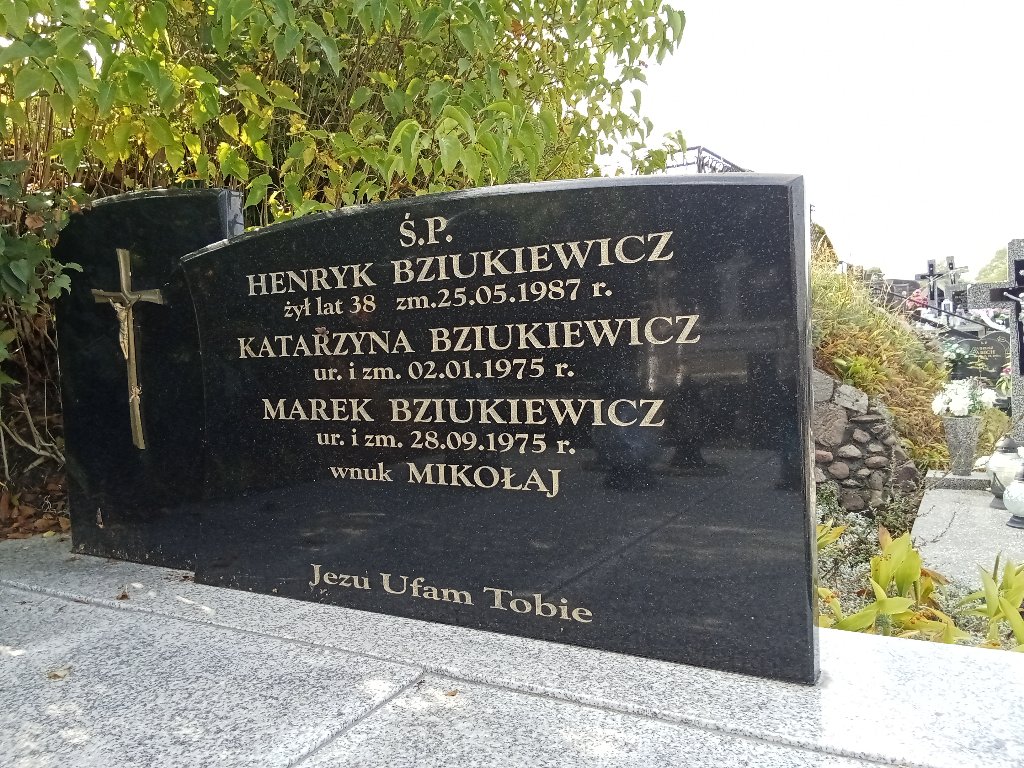 Ś.P.
HENRYK BZIUKIEWICZ
żył lat 38 zm.25.05.1987 r.
KATARZYNA BZIUKIEWICZ
ur. i zm. 02.01.1975 r.
MAREK BZIUKIEWICZ
ur. i zm. 28.09.1975 r.
wnuk MIKOŁAJ
Jezu Ufam Tobie